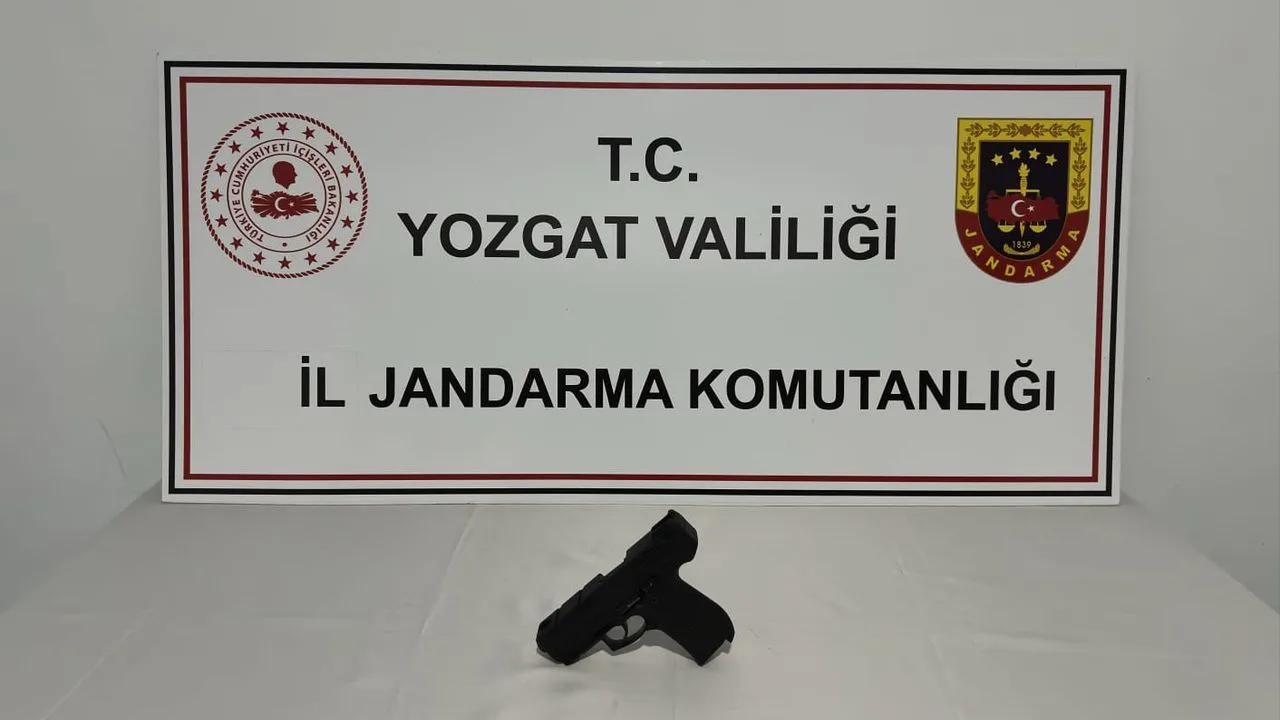 T.C.
YOZGAT VALİLİĞİ
İL JANDARMA KOMUTANLIĞI
TÜRKİYE CUMHURİYETİ İÇİŞLERİ BAKANLIĞI
1839
JANDARMA